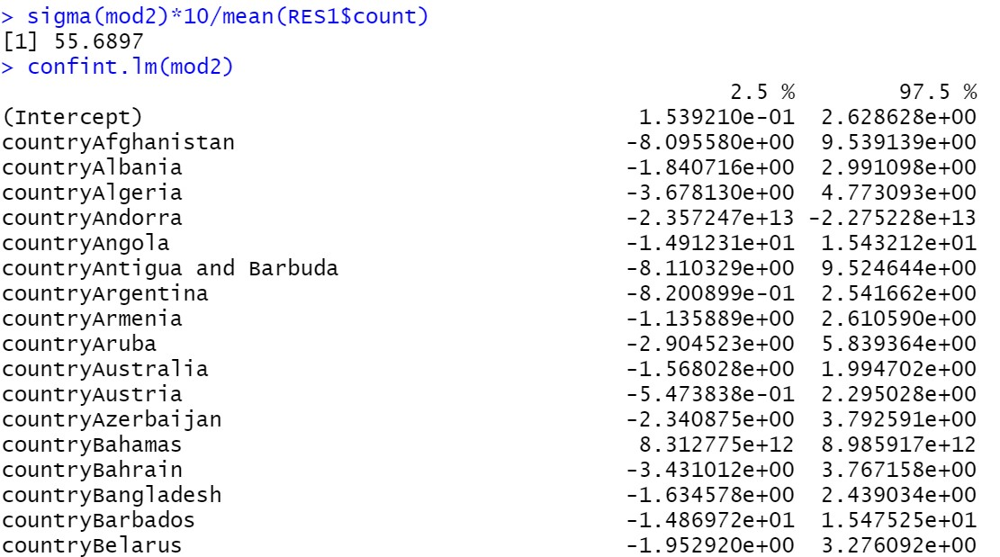 > sigma(mod2)*10/mean(RES1$count)
[1] 55.6897
> confint.lm(mod2)
2.5 % 97.5 %
(Intercept) 1.539210e-01 2.628628e+00
countryAfghanistan -8.095580e+00 9.539139e+00
countryAlbania -1.840716e+00 2.991098e+00
countryAlgeria -3.678130e+00 4.773093e+00
countryAndorra -2.357247e+13 -2.275228e+13
countryAngola -1.491231e+01 1.543212e+01
countryAntigua and Barbuda -8.110329e+00 9.524644e+00
countryArgentina -8.200899e-01 2.541662e+00
countryArmenia -1.135889e+00 2.610590e+00
countryAruba -2.904523e+00 5.839364e+00
countryAustralia -1.568028e+00 1.994702e+00
countryAustria -5.473838e-01 2.295028e+00
countryAzerbaijan -2.340875e+00 3.792591e+00
countryBahamas 8.312775e+12 8.985917e+12
countryBahrain -3.431012e+00 3.767158e+00
countryBangladesh -1.634578e+00 2.439034e+00
countryBarbados -1.486972e+01 1.547525e+01
countryBelarus -1.952920e+00 3.276092e+00